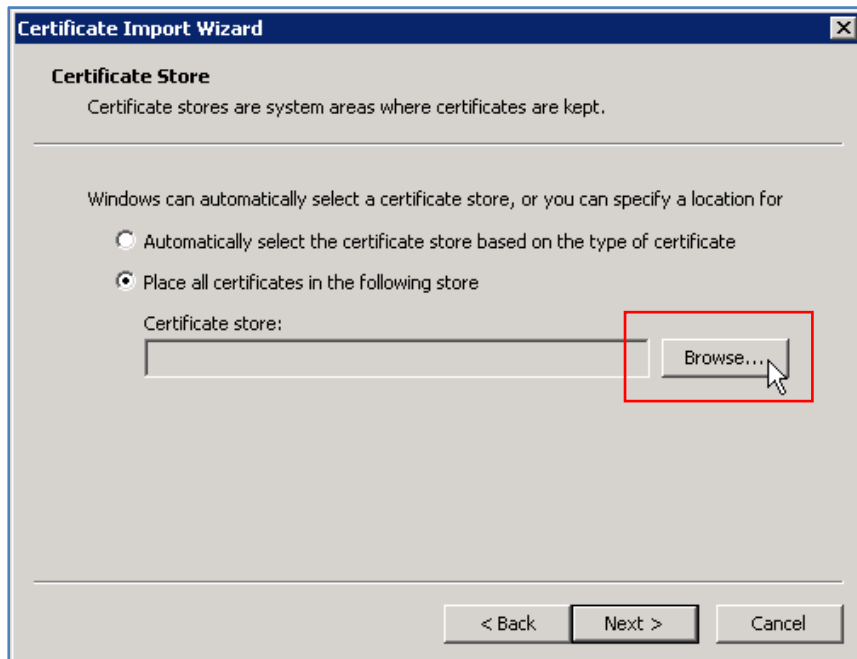 Certificate Import Wizard
Certificate Store
Certificate stores are system areas where certificates are kept.
Windows can automatically select a certificate store, or you can specify a location for
Automatically select the certificate store based on the type of certificate
Place all certificates in the following store
Certificate store:
Browse...
< Back Next > Cancel